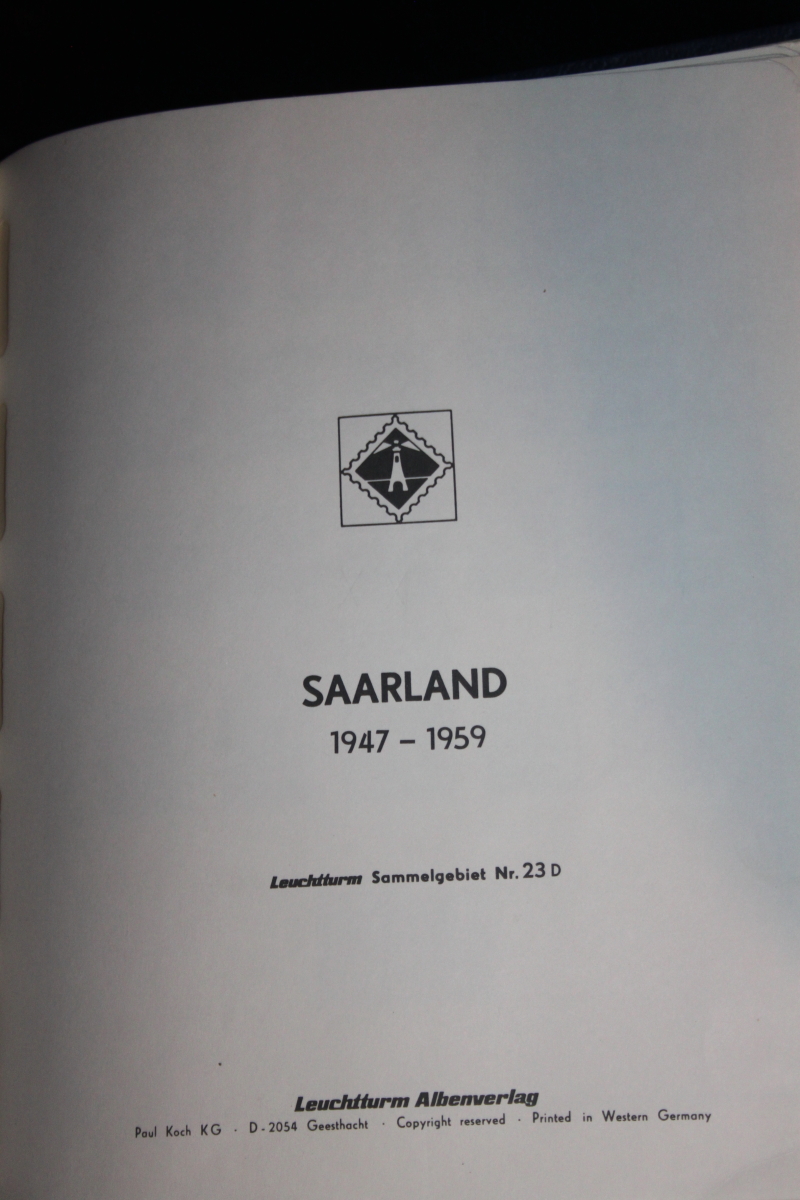 SAARLAND
1947 – 1959
Leuchtturm Sammelgebiet Nr. 23 D
Leuchtturm Albenverlag
Paul Koch KG · D-2054 Geesthacht · Copyright reserved · Printed in Western Germany